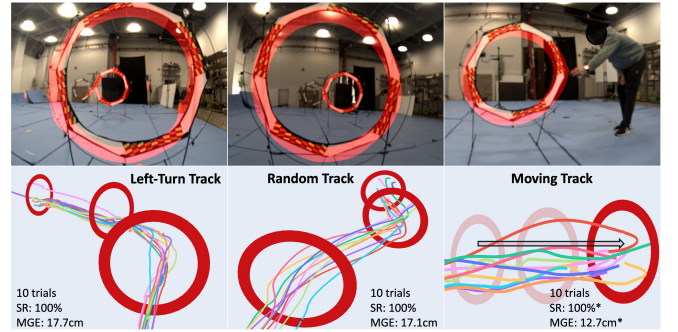 Left-Turn Track
10 trials
SR: 100%
MGE: 17.7cm
Random Track
10 trials
SR: 100%
MGE: 17.1cm
Moving Track
10 trials
SR: 100%*
MGE: 12.7cm*